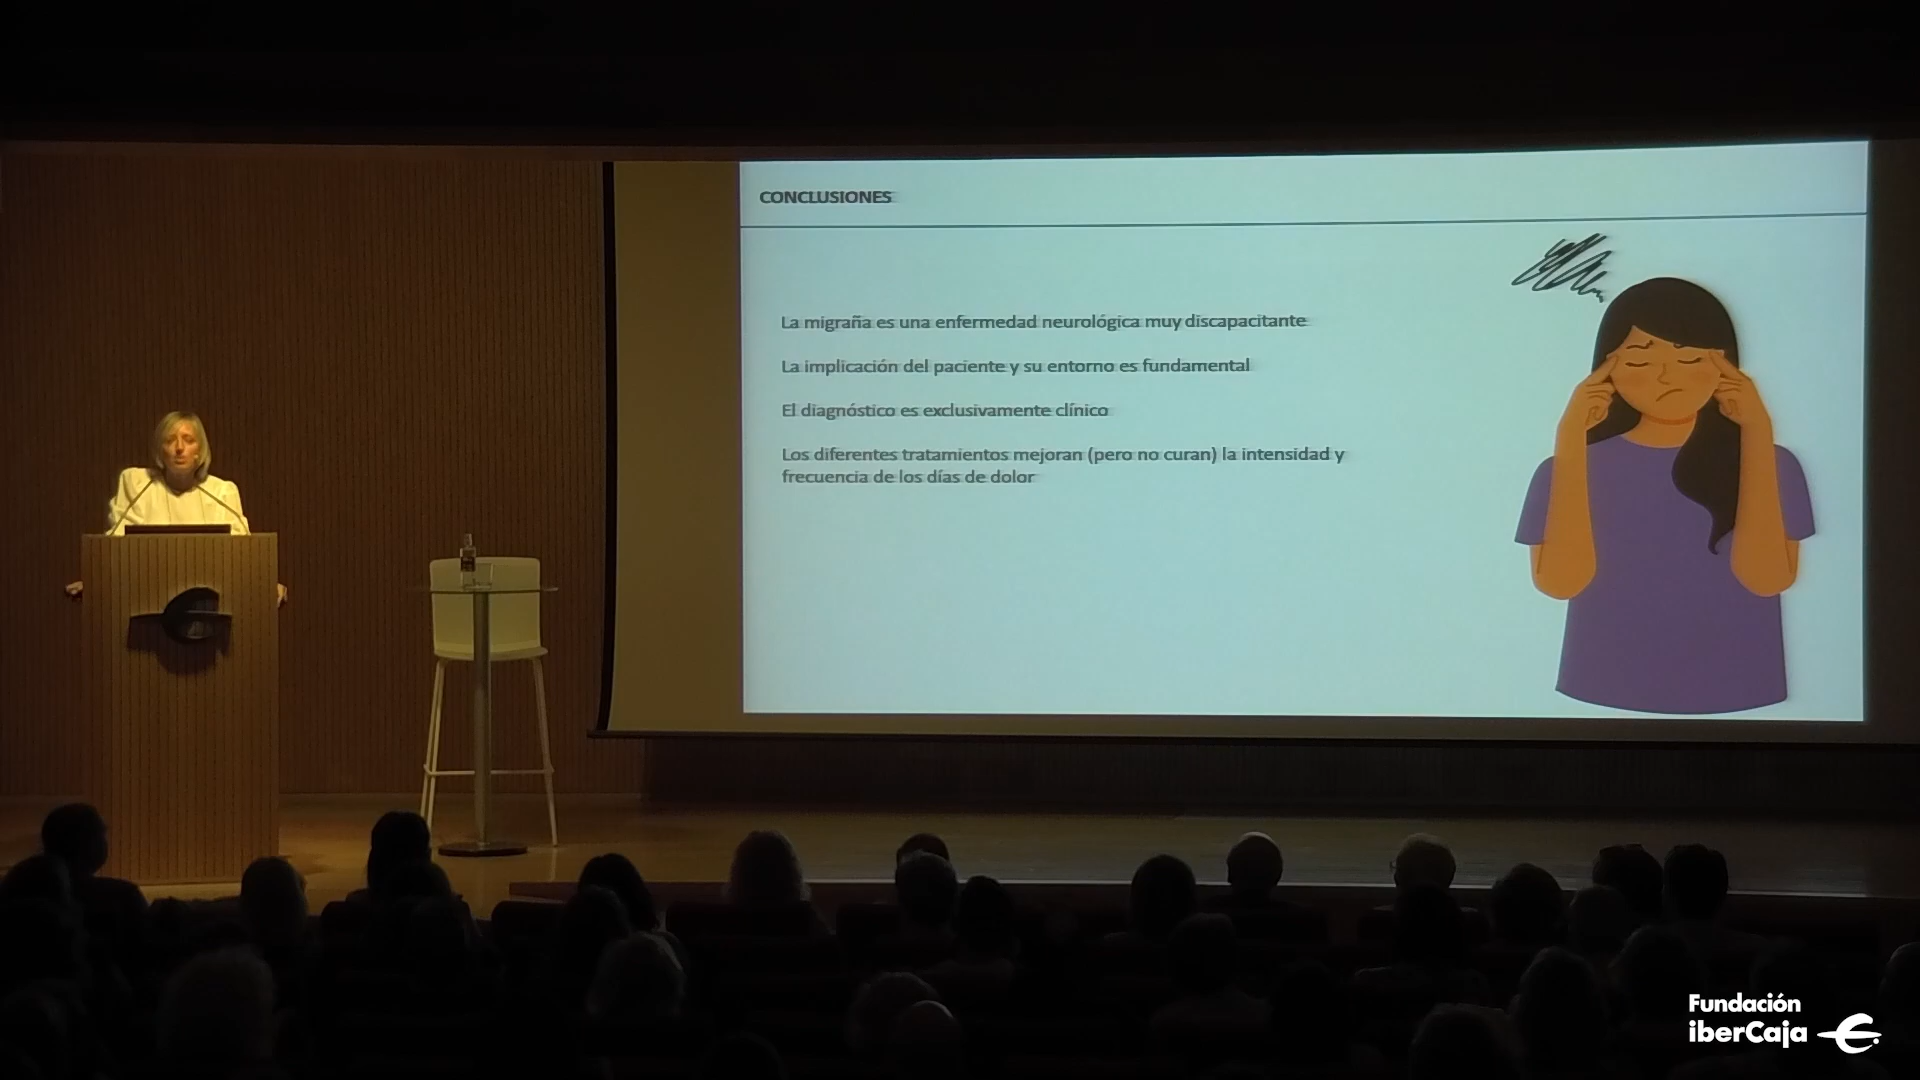 CONCLUSIONES
La migraña es una enfermedad neurológica muy discapacitante
La implicación del paciente y su entorno es fundamental
El diagnóstico es exclusivamente clínico
Los diferentes tratamientos mejoran (pero no curan) la intensidad y
frecuencia de los días de dolor
Fundación
iberCaja